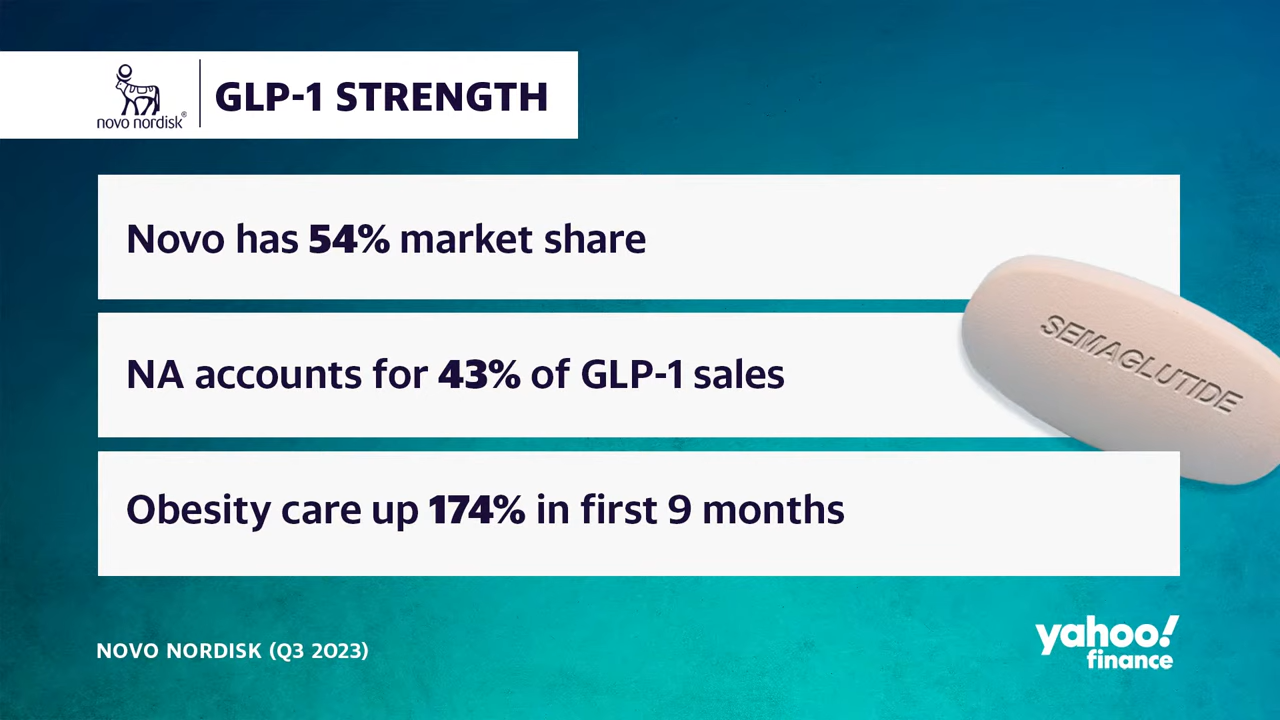 novo nordisk®
GLP-1 STRENGTH
Novo has 54% market share
NA accounts for 43% of GLP-1 sales
SEMAGLUTIDE
Obesity care up 174% in first 9 months
NOVO NORDISK (Q3 2023)
yahoo!
finance